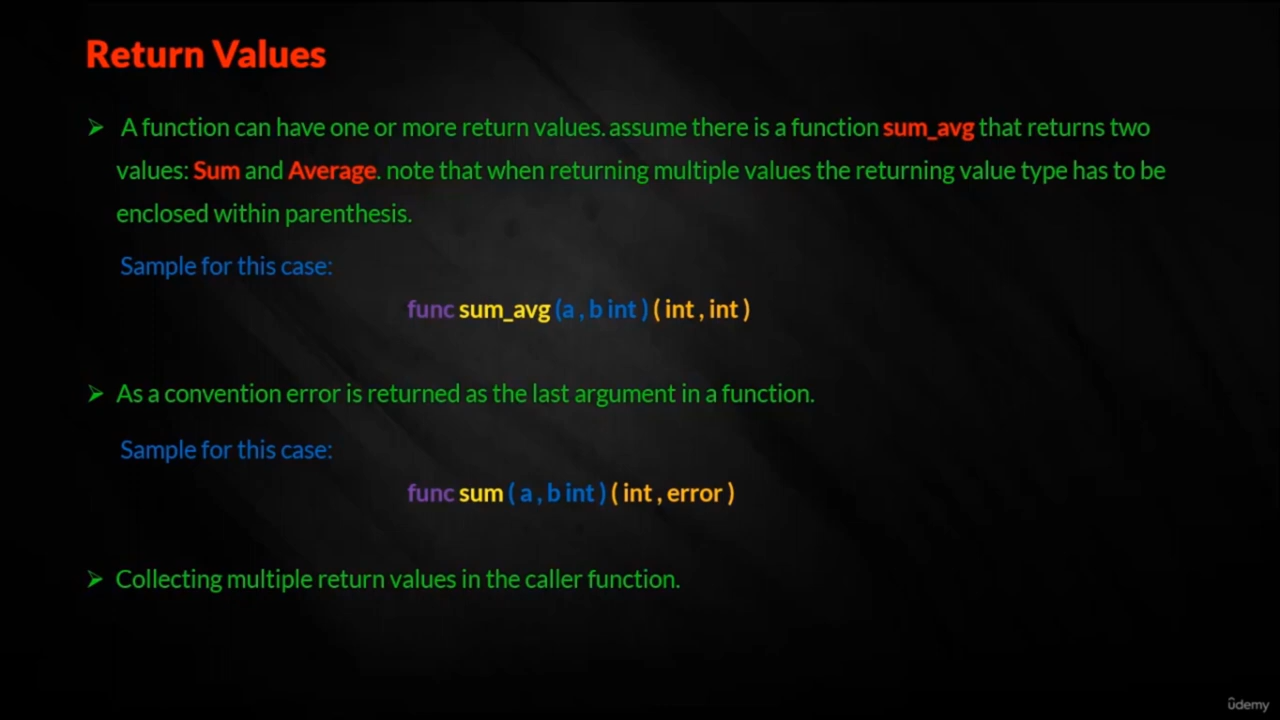 Return Values
➢ A function can have one or more return values. assume there is a function sum_avg that returns two
values: Sum and Average. note that when returning multiple values the returning value type has to be
enclosed within parenthesis.
Sample for this case:
func sum_avg (a , b int ) ( int , int )
➢ As a convention error is returned as the last argument in a function.
Sample for this case:
func sum ( a , b int ) ( int , error )
➢ Collecting multiple return values in the caller function.
ûdemy